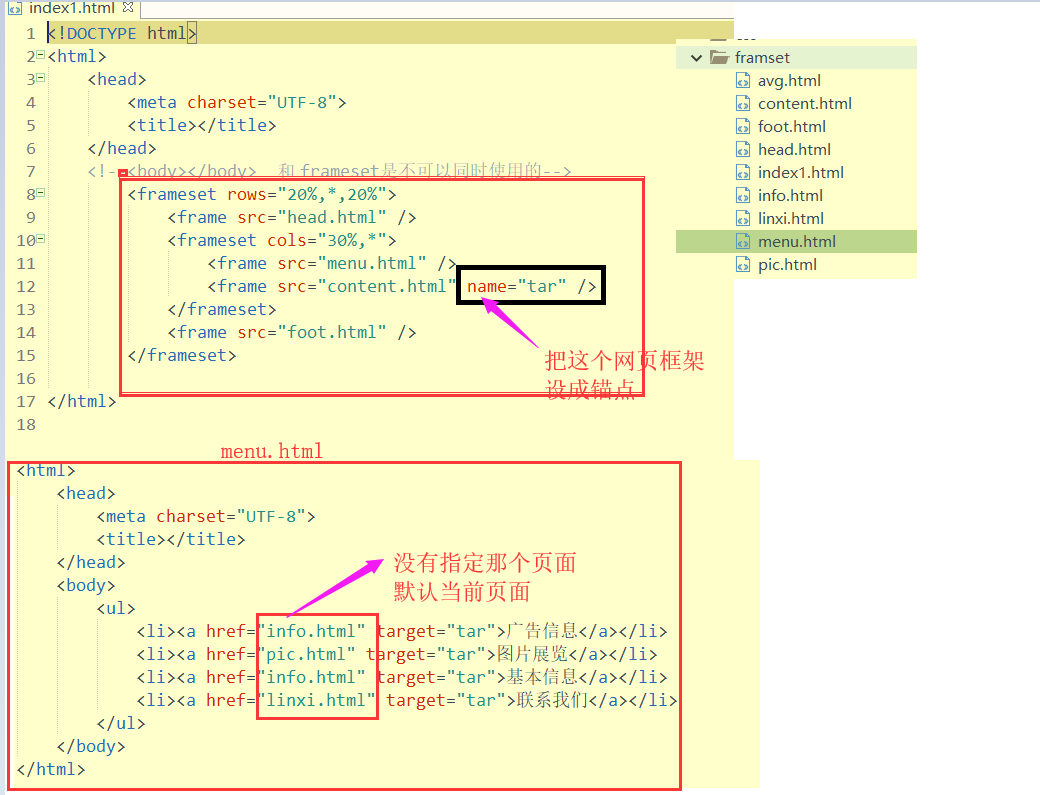 index1.html
1 <!DOCTYPE html>
2 <html>
3 <head>
4 <meta charset="UTF-8">
5 <title></title>
6 </head>
7 <!--<body></body> 和frameset是不可以同时使用的-->
8 <frameset rows="20%,*,20%">
9 <frame src="head.html" />
10 <frameset cols="30%,*">
11 <frame src="menu.html" />
12 <frame src="content.html" name="tar" />
13 </frameset>
14 <frame src="foot.html" />
15 </frameset>
16
17 </html>
18
把这个网页框架
设成锚点
framset
avg.html
content.html
foot.html
head.html
index1.html
info.html
linxi.html
menu.html
pic.html
menu.html
<html>
<head>
<meta charset="UTF-8">
<title></title>
</head>
<body>
<ul>
<li><a href="info.html" target="tar">广告信息</a></li>
<li><a href="pic.html" target="tar">图片展览</a></li>
<li><a href="info.html" target="tar">基本信息</a></li>
<li><a href="linxi.html" target="tar">联系我们</a></li>
</ul>
</body>
</html>
没有指定那个页面
默认当前页面